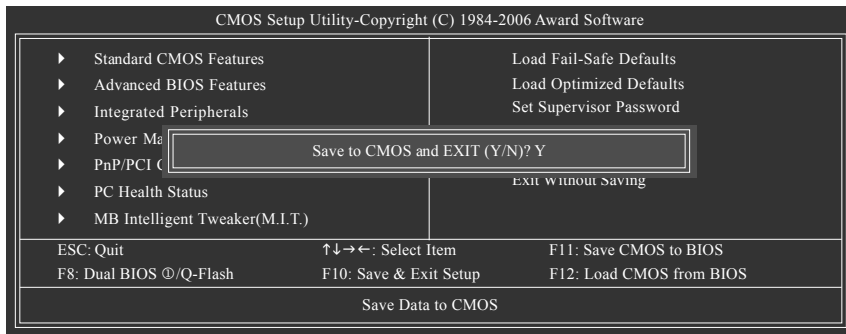 CMOS Setup Utility-Copyright (C) 1984-2006 Award Software
Standard CMOS Features
Advanced BIOS Features
Integrated Peripherals
Power Ma
PnP/PCI
PC Health Status
MB Intelligent Tweaker(M.I.T.)
Load Fail-Safe Defaults
Load Optimized Defaults
Set Supervisor Password
Exit Without Saving
Save to CMOS and EXIT (Y/N)? Y
ESC: Quit
↑↓→←: Select Item
F11: Save CMOS to BIOS
F8: Dual BIOS ①/Q-Flash
F10: Save & Exit Setup
F12: Load CMOS from BIOS
Save Data to CMOS